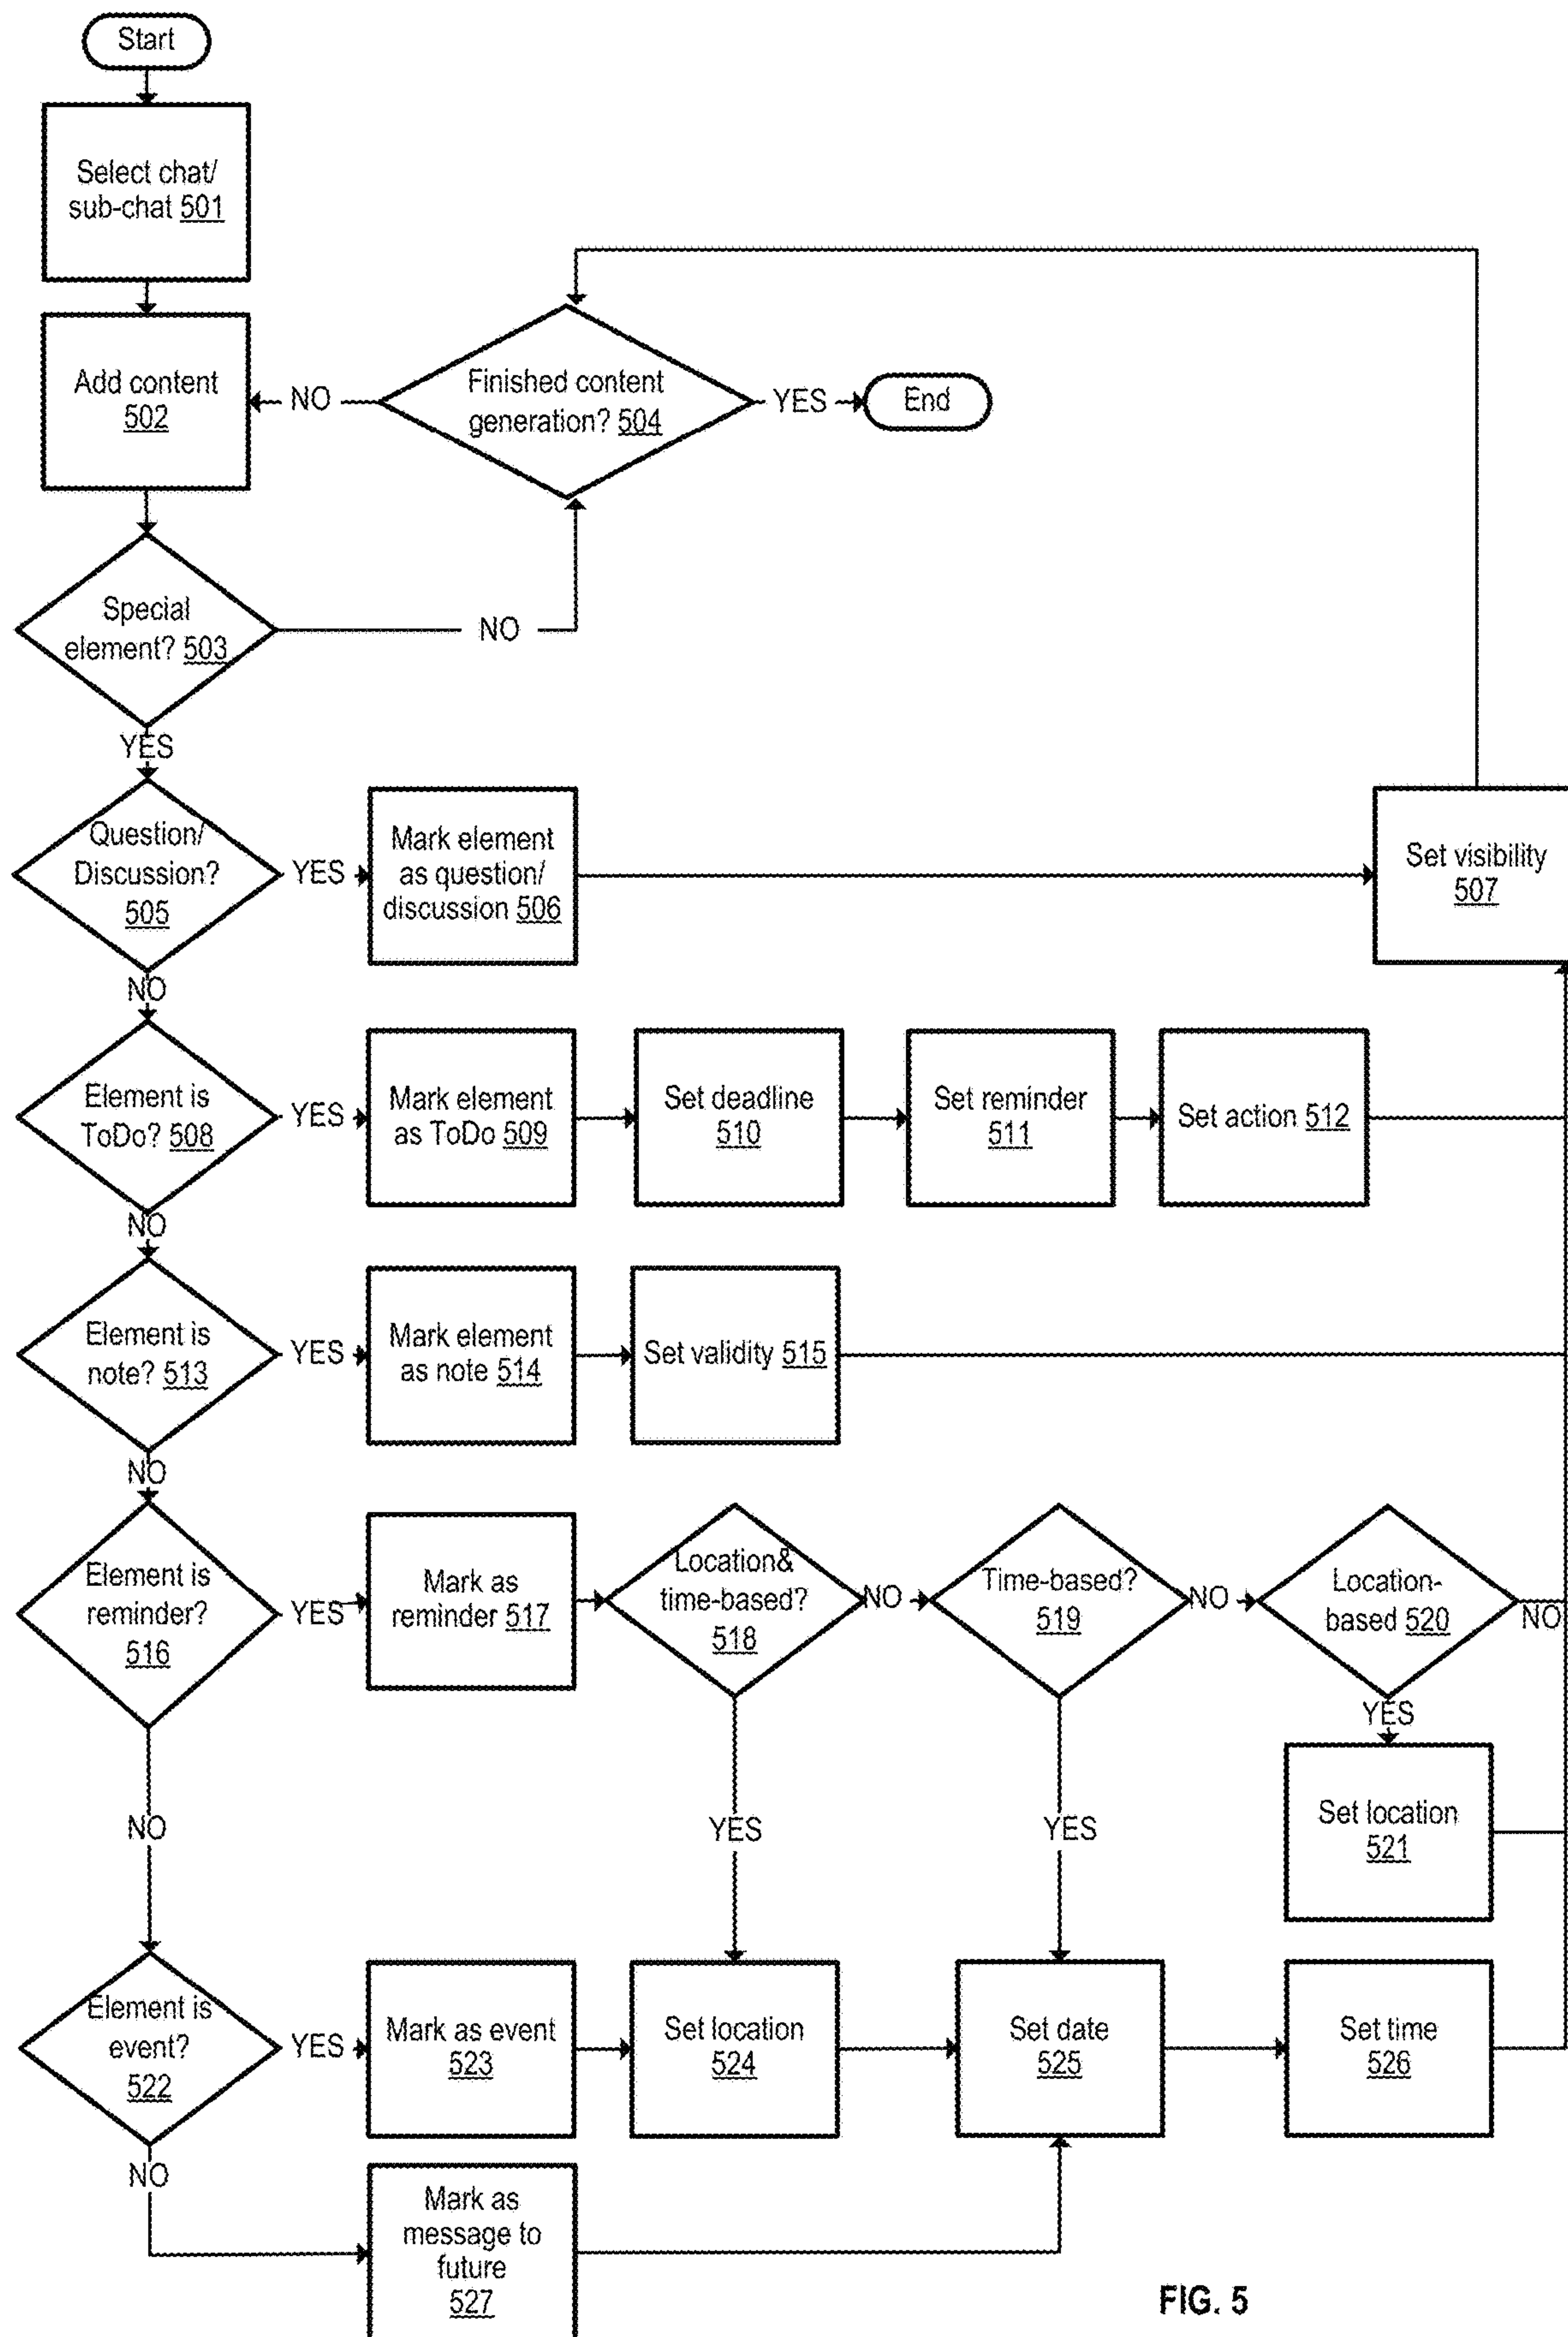 Start
Select chat/
sub-chat 501
Add content
502
NO
Finished content
generation? 504
YES
End
Special
element? 503
NO
YES
Question/
Discussion?
505
YES
Mark element
as question/
discussion 506
Set visibility
507
NO
Element is
ToDo? 508
YES
Mark element
as ToDo 509
Set deadline
510
Set reminder
511
Set action 512
NO
Element is
note? 513
YES
Mark element
as note 514
Set validity 515
NO
Element is
reminder?
516
YES
Mark as
reminder 517
Location&
time-based?
518
NO
Time-based?
519
NO
Location-
based 520
NO
YES
Set location
521
NO
YES
YES
Element is
event?
522
YES
Mark as event
523
Set location
524
Set date
525
Set time
526
NO
Mark as
message to
future
527
FIG. 5